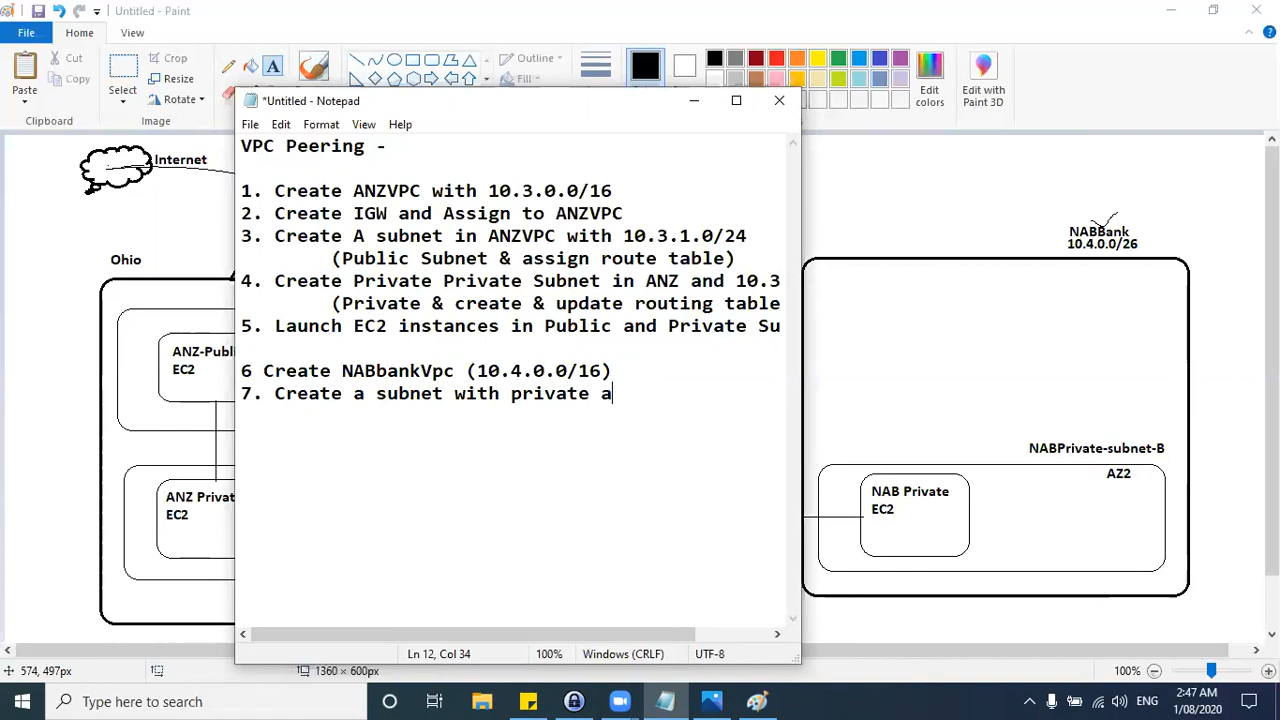 Untitled - Paint
File
Home
View
Paste
Cut
Copy
Clipboard
Select
Crop
Resize
Rotate
Image
A
Outline
Fill
Edit
colors
Edit with
Paint 3D
*Untitled - Notepad
File Edit Format View Help
VPC Peering -
1. Create ANZVPC with 10.3.0.0/16
2. Create IGW and Assign to ANZVPC
3. Create A subnet in ANZVPC with 10.3.1.0/24
(Public Subnet & assign route table)
4. Create Private Private Subnet in ANZ and 10.3
(Private & create & update routing table
5. Launch EC2 instances in Public and Private Su
6 Create NABbankVpc (10.4.0.0/16)
7. Create a subnet with private a
Ln 12, Col 34
100%
Windows (CRLF)
UTF-8
Internet
Ohio
ANZ-Publi
EC2
ANZ Privat
EC2
NABBank
10.4.0.0/26
NABPrivate-subnet-B
AZ2
NAB Private
EC2
574, 497px
1360 × 600px
100%
Type here to search
ENG
2:47 AM
1/08/2020